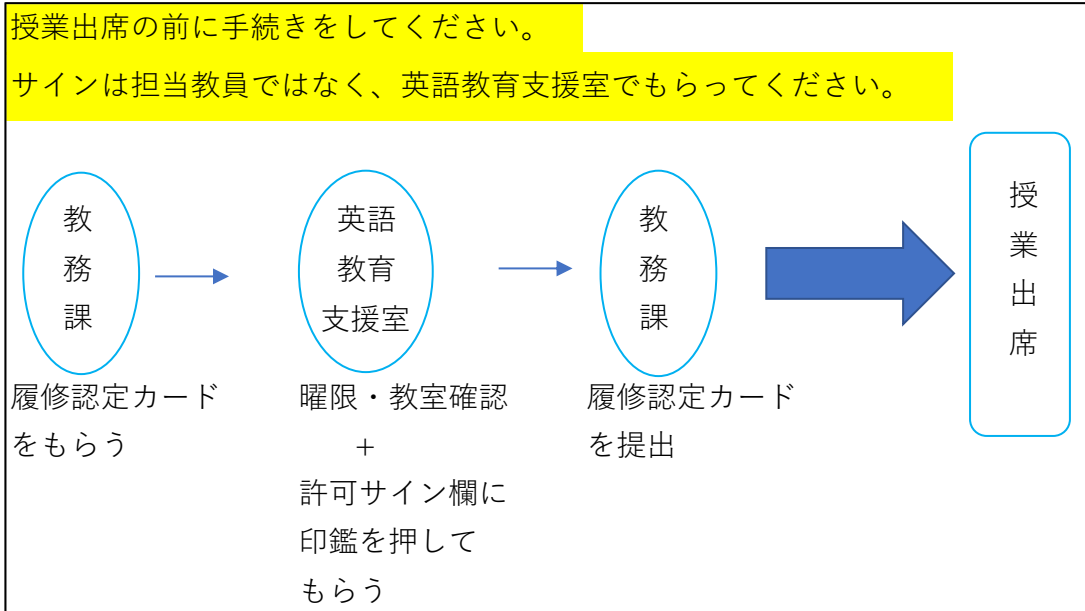 授業出席の前に手続きをしてください。
サインは担当教員ではなく、英語教育支援室でもらってください。
教
務
課
履修認定カード
をもらう
英語
教育
支援室
曜限・教室確認
+
許可サイン欄に
印鑑を押して
もらう
教
務
課
履修認定カード
を提出
授
業
出
席